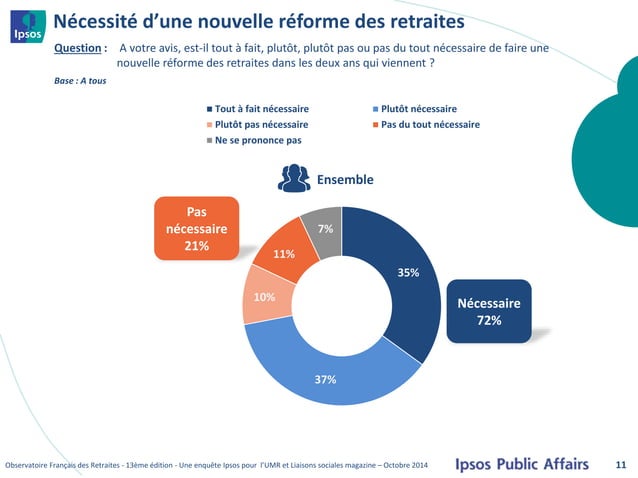 Nécessité d'une nouvelle réforme des retraites
Ipsos
Question : A votre avis, est-il tout à fait, plutôt, plutôt pas ou pas du tout nécessaire de faire une
nouvelle réforme des retraites dans les deux ans qui viennent ?
Base : A tous
Tout à fait nécessaire
Plutôt nécessaire
Plutôt pas nécessaire
Pas du tout nécessaire
Ne se prononce pas
Ensemble
Pas
nécessaire
21%
7%
11%
35%
10%
Nécessaire
72%
37%
Observatoire Français des Retraites - 13ème édition - Une enquête Ipsos pour l'UMR et Liaisons sociales magazine – Octobre 2014
Ipsos Public Affairs
11